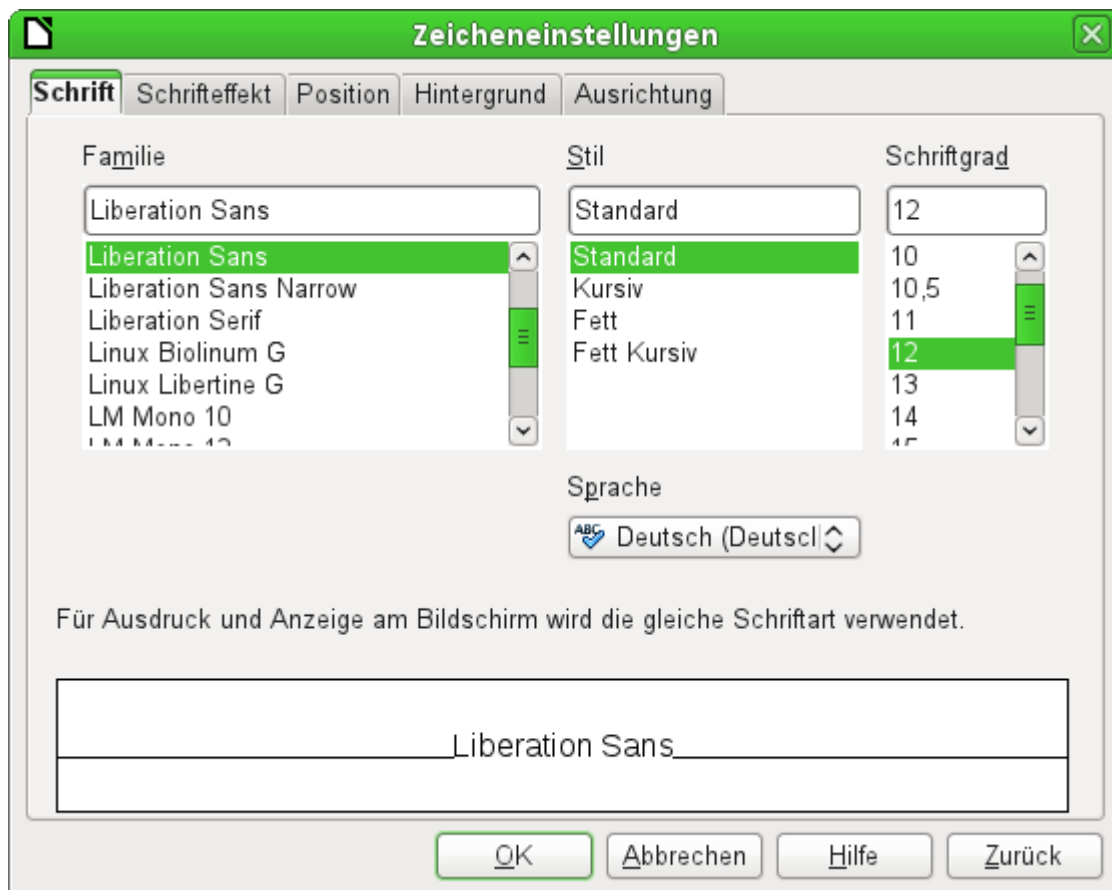 Zeicheneinstellungen
Schrift Schrifteffekt Position Hintergrund Ausrichtung
Familie Stil Schriftgrad
Liberation Sans Standard 12
Liberation Sans Standard 10
Liberation Sans Narrow Kursiv 10,5
Liberation Serif Fett 11
Linux Biolinum G Fett Kursiv 12
Linux Libertine G 13
LM Mono 10 14
Sprache
ABC Deutsch (Deutscl
Für Ausdruck und Anzeige am Bildschirm wird die gleiche Schriftart verwendet.
Liberation Sans
OK Abbrechen Hilfe Zurück